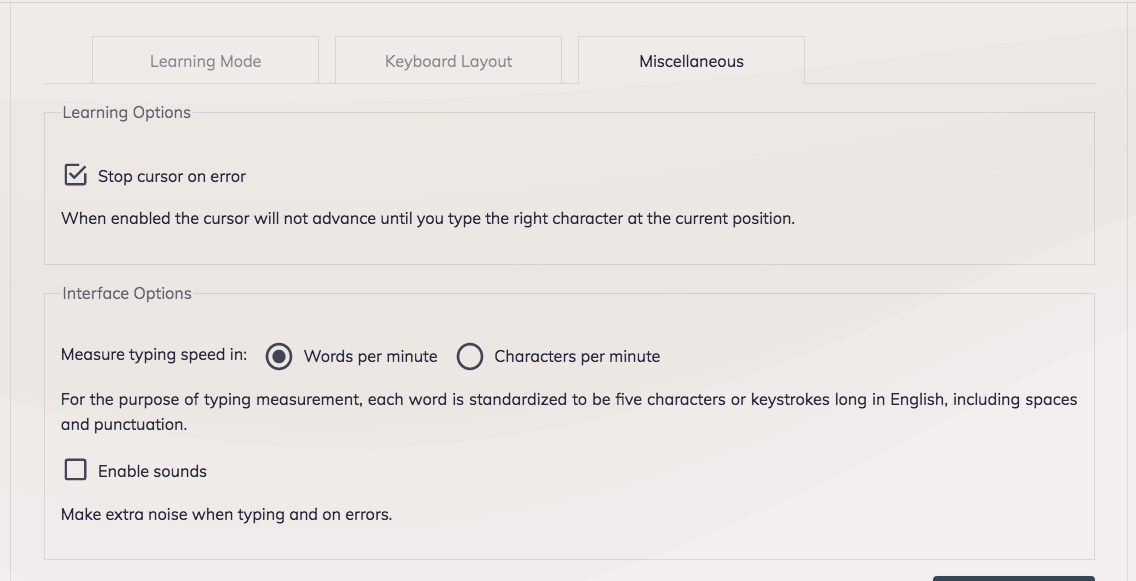 Learning Mode
Keyboard Layout
Miscellaneous
Learning Options
Stop cursor on error
When enabled the cursor will not advance until you type the right character at the current position.
Interface Options
Measure typing speed in: Words per minute Characters per minute
For the purpose of typing measurement, each word is standardized to be five characters or keystrokes long in English, including spaces
and punctuation.
Enable sounds
Make extra noise when typing and on errors.